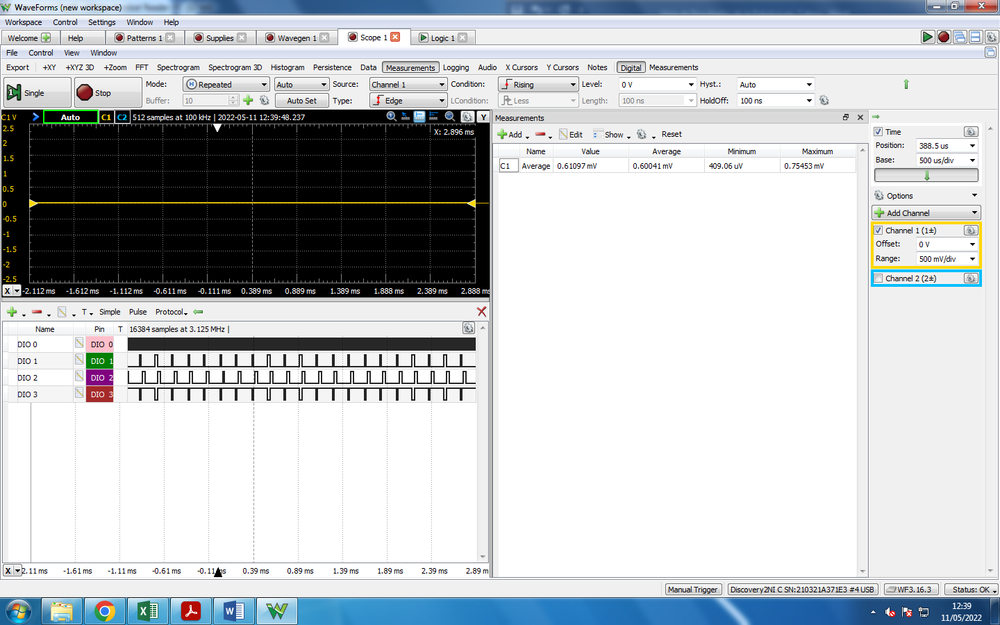 WaveForms (new workspace)
Workspace Control Settings Window Help
Welcome Help Patterns 1 Supplies Wavegen 1 Scope 1 Logic 1
File Control View Window
Export +XY +XYZ 3D +Zoom FFT Spectrogram Spectrogram 3D Histogram Persistence Data Measurements Logging Audio X Cursors Y Cursors Notes Digital Measurements
Single Stop Mode: Repeated Auto Source: Channel 1 Condition: Rising Level: 0 V Hyst.: Auto
Buffer: 10 Auto Set Type: Edge LCondition: Less Length: 100 ns HoldOff: 100 ns
C1 V Auto C1 C2 512 samples at 100 kHz | 2022-05-11 12:39:48.237 Y
X: 2.896 ms
2.5
2
1.5
1
0.5
0
-0.5
-1
-1.5
-2
-2.5
X -2.112 ms -1.612 ms -1.112 ms -0.611 ms -0.111 ms 0.389 ms 0.889 ms 1.389 ms 1.888 ms 2.389 ms 2.888 ms
Measurements
Add Edit Show Reset
Name Value Average Minimum Maximum
C1 Average 0.61097 mV 0.60041 mV 409.06 uV 0.75453 mV
Time
Position: 388.5 us
Base: 500 us/div
Options
Add Channel
Channel 1 (1±)
Offset: 0 V
Range: 500 mV/div
Channel 2 (2±)
T Simple Pulse Protocol
Name Pin T 16384 samples at 3.125 MHz |
DIO 0 DIO 0
DIO 1 DIO 1
DIO 2 DIO 2
DIO 3 DIO 3
X 2.11 ms -1.61 ms -1.11 ms -0.61 ms -0.11 ms 0.39 ms 0.89 ms 1.39 ms 1.89 ms 2.39 ms 2.89 m
Manual Trigger Discovery2NI C SN:210321A371E3 #4 USB WF3.16.3 Status: OK
12:39
11/05/2022